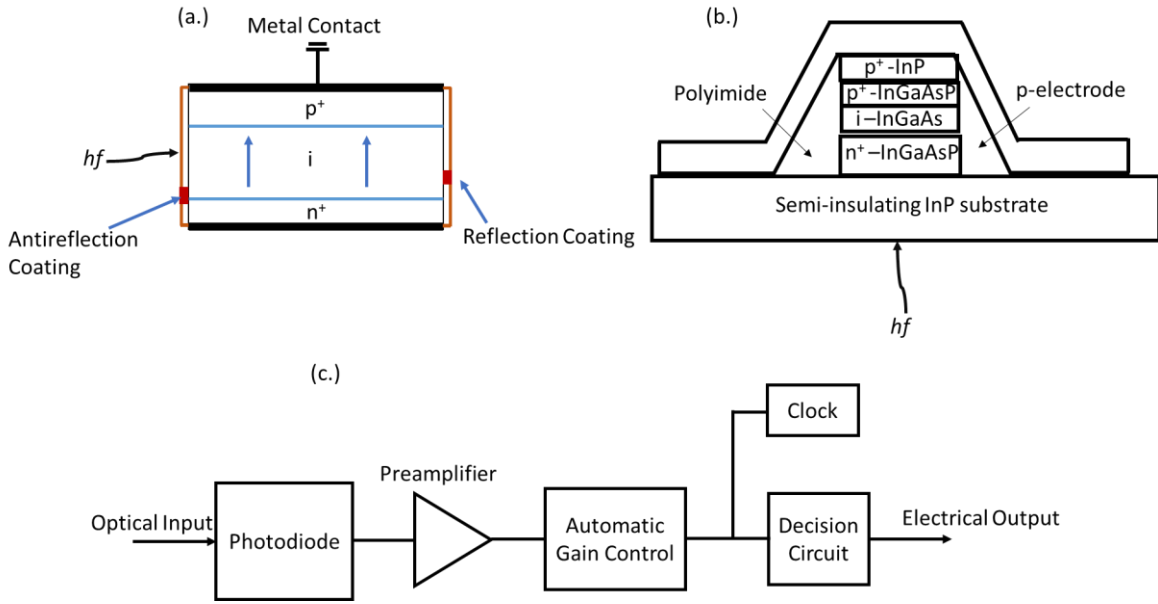 (a.)
Metal Contact
p⁺
hf
i
n⁺
Antireflection
Coating
Reflection Coating
(b.)
p⁺ -InP
p⁺-InGaAsP
i–InGaAs
n⁺ –InGaAsP
Polyimide
p-electrode
Semi-insulating InP substrate
hf
(c.)
Clock
Preamplifier
Optical Input
Photodiode
Automatic
Gain Control
Decision
Circuit
Electrical Output